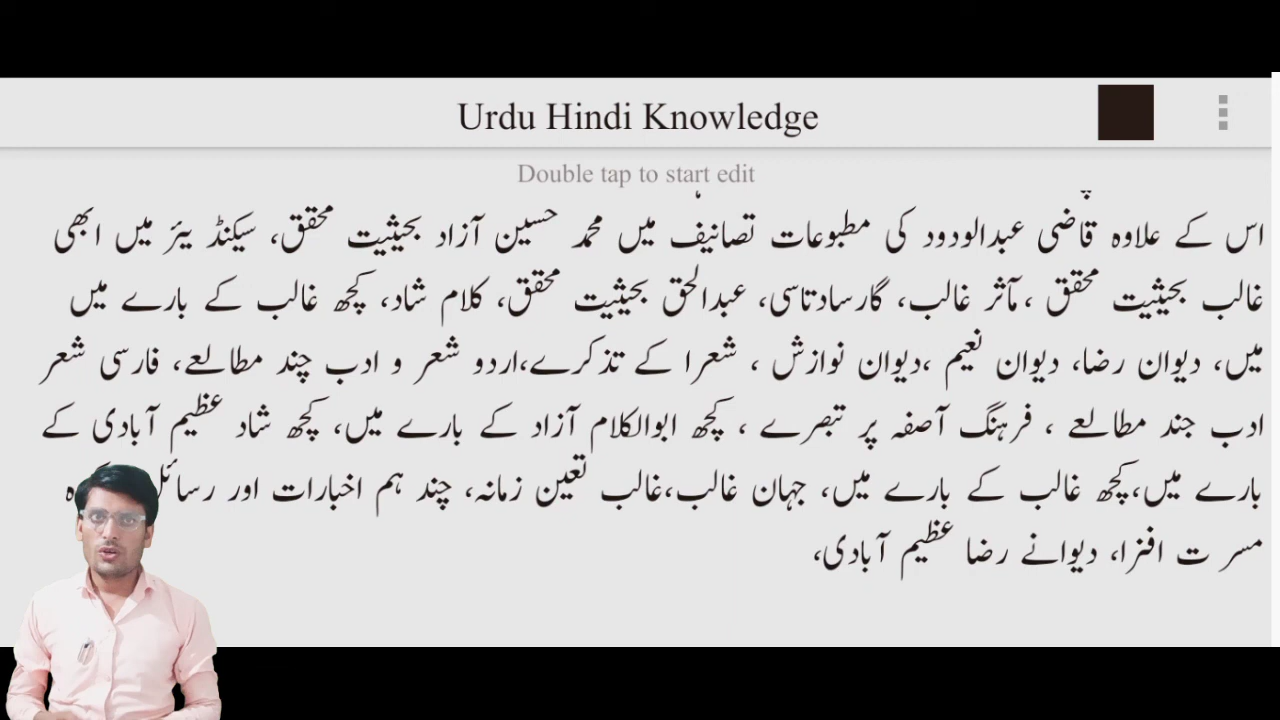 Urdu Hindi Knowledge
Double tap to start edit
اس کے علاوہ قاضی عبدالودود کی مطبوعات تصانیف میں محمد حسین آزاد بحیثیت محقق، سیکنڈ یئر میں ابھی
غالب بحیثیت محقق ،مآثر غالب، گارسادتاسی، عبدالحق بحیثیت محقق، کلام شاد، کچھ غالب کے بارے میں
میں، دیوان رضا، دیوان نعیم ،دیوان نوازش ، شعرا کے تذکرے،اردو شعر و ادب چند مطالعے، فارسی شعر
ادب جند مطالعے ، فرہنگ آصفہ پر تبصرے ، کچھ ابوالکلام آزاد کے بارے میں، کچھ شاد عظیم آبادی کے
بارے میں،کچھ غالب کے بارے میں، جہان غالب،غالب تعین زمانہ، چند ہم اخبارات اور رسائل
مسر ت افنرا، دیوانے رضا عظیم آبادی،